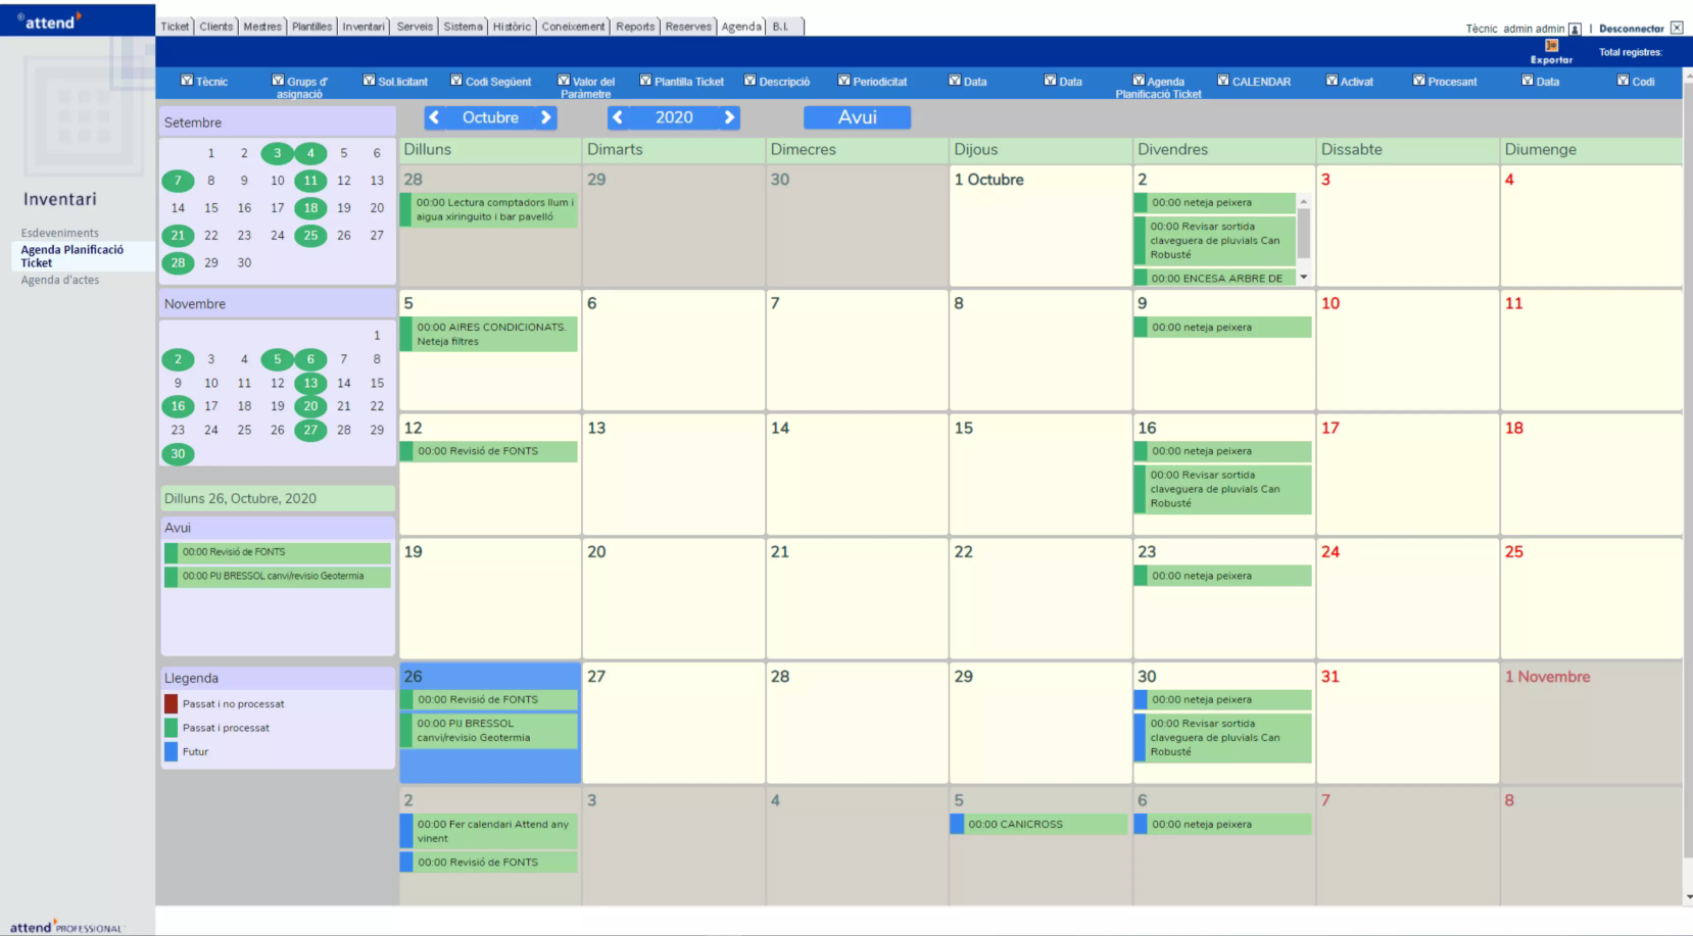 attend
Ticket Clients Mestres Plantilles Inventari Serveis Sistema Històric Coneixement Reports Reserves Agenda B.I.
Tècnic admin admin | Desconnectar
Exportar
Total registres:
Tècnic
Grups d'
asignació
Sol.licitant
Codi Següent
Valor del
Paràmetre
Plantilla Ticket
Descripció
Periodicitat
Data
Data
Agenda
Planificació Ticket
CALENDAR
Activat
Procesant
Data
Codi
Inventari
Esdeveniments
Agenda Planificació
Ticket
Agenda d'actes
Setembre
1 2 3 4 5 6
7 8 9 10 11 12 13
14 15 16 17 18 19 20
21 22 23 24 25 26 27
28 29 30
Novembre
1
2 3 4 5 6 7 8
9 10 11 12 13 14 15
16 17 18 19 20 21 22
23 24 25 26 27 28 29
30
Dilluns 26, Octubre, 2020
Avui
00:00 Revisió de FONTS
00:00 PIJ BRESSOL canvi/revisio Geotermia
Llegenda
Passat i no processat
Passat i processat
Futur
Octubre
2020
Avui
Dilluns Dimarts Dimecres Dijous Divendres Dissabte Diumenge
28
00:00 Lectura comptadors llum i
aigua xiringuito i bar pavelló
29
30
1 Octubre
2
00:00 neteja peixera
00:00 Revisar sortida
claveguera de pluvials Can
Robusté
00:00 ENCESA ARBRE DE
3
4
5
00:00 AIRES CONDICIONATS.
Neteja filtres
6
7
8
9
00:00 neteja peixera
10
11
12
00:00 Revisió de FONTS
13
14
15
16
00:00 neteja peixera
00:00 Revisar sortida
claveguera de pluvials Can
Robusté
17
18
19
20
21
22
23
00:00 neteja peixera
24
25
26
00:00 Revisió de FONTS
00:00 PIJ BRESSOL
canvi/revisio Geotermia
27
28
29
30
00:00 neteja peixera
00:00 Revisar sortida
claveguera de pluvials Can
Robusté
31
1 Novembre
2
00:00 Fer calendari Attend any
vinent
00:00 Revisió de FONTS
3
4
5
00:00 CANICROSS
6
00:00 neteja peixera
7
8
attend PROFESSIONAL